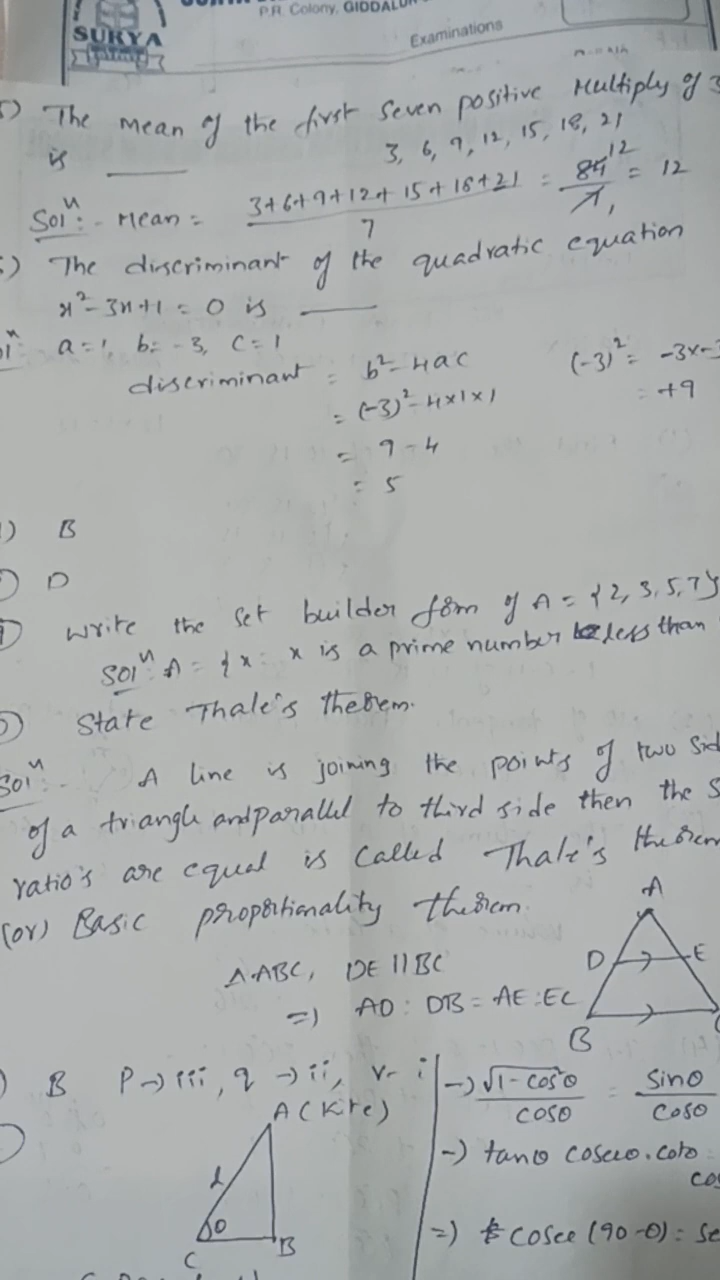 SURYA
P.R. Colony, GIDDALUR
Examinations
5) The mean of the first seven positive Multiply of 3
is ______ 3, 6, 9, 12, 15, 18, 21
Solⁿ:- Mean = (3+6+9+12+15+18+21)/7 = 84/7 = 12
The discriminant of the quadratic equation
x²-3x+1=0 is ______
a=1, b=-3, c=1
discriminant = b²-4ac (-3)² = -3x-3
= (-3)²-4×1×1 = +9
= 9-4
= 5
B
D
Write the set builder form of A = {2, 3, 5, 7}
Solⁿ: A = {x: x is a prime number less than
State Thale's theorem.
Solⁿ:- A line is joining the points of two Sid
of a triangle and parallel to third side then the S
ratio's are equal is called Thale's theorem
(or) Basic proportionality theorem.
A
Δ ABC, DE || BC D E
=) AD : DB = AE : EC
B
B P→iii, q→ii, r-i -) √(1-cos²θ)/cosθ = sinθ/cosθ
A (Kite)
-) tanθ cosecθ.cotθ
l
θ
C B =) cosec (90-θ) = se